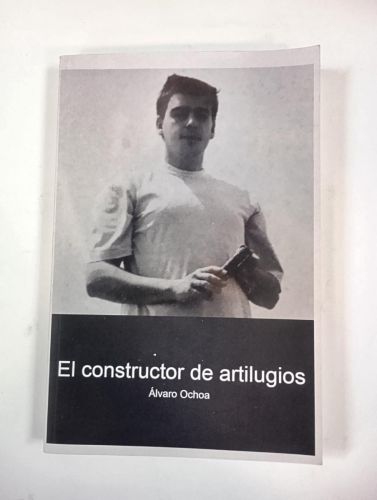 El constructor de artilugios
Álvaro Ochoa